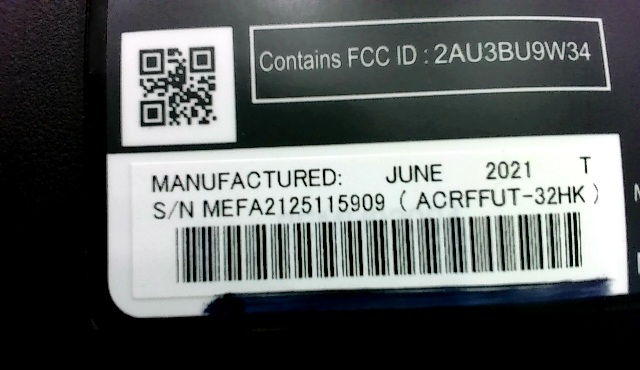 Contains FCC ID : 2AU3BU9W34
MANUFACTURED: JUNE 2021 T
S/N MEFA2125115909 ( ACRFFUT-32HK )